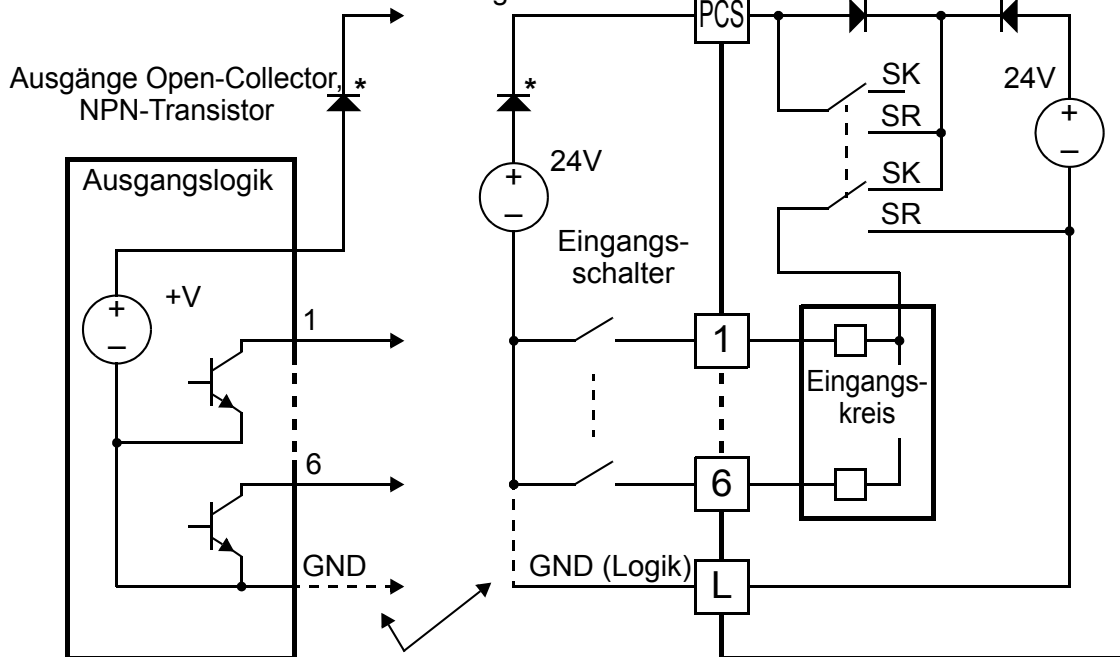 PCS
Ausgänge Open-Collector, *
NPN-Transistor
*
SK
24V
SR
+
–
24V
+
–
Ausgangslogik
SK
SR
Eingangs-
schalter
+V
+
–
1
1
Eingangs-
kreis
6
6
GND
GND (Logik)
L